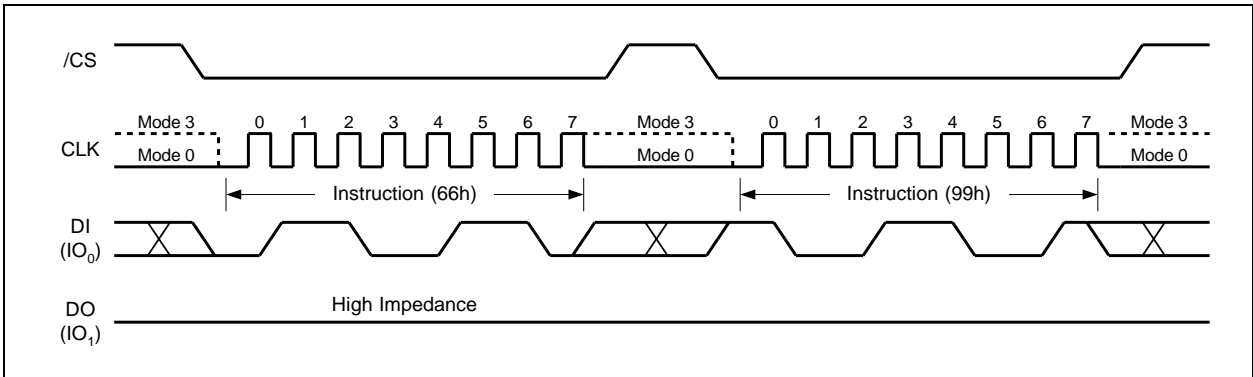 /CS
Mode 3 0 1 2 3 4 5 6 7 Mode 3 0 1 2 3 4 5 6 7 Mode 3
CLK
Mode 0 Mode 0 Mode 0
Instruction (66h) Instruction (99h)
DI
(IO₀)
High Impedance
DO
(IO₁)